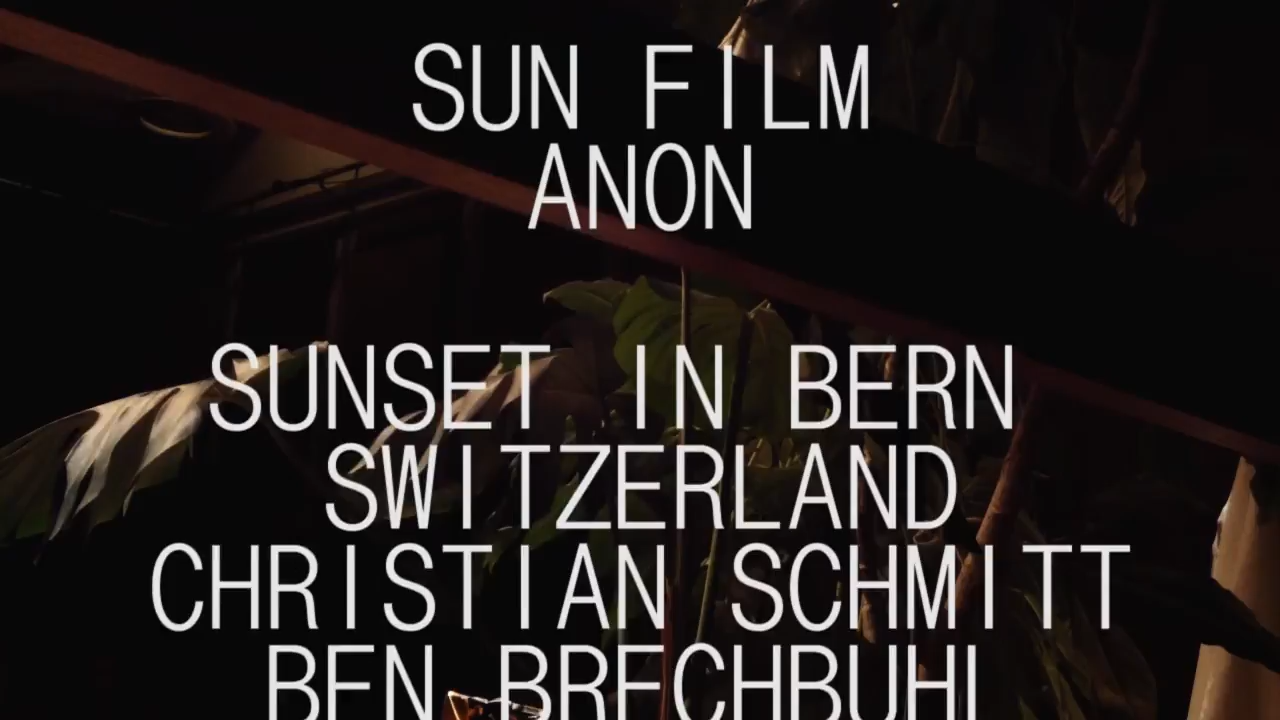 SUN FILM
ANON
SUNSET IN BERN
SWITZERLAND
CHRISTIAN SCHMITT
BEN BRECHBUHL